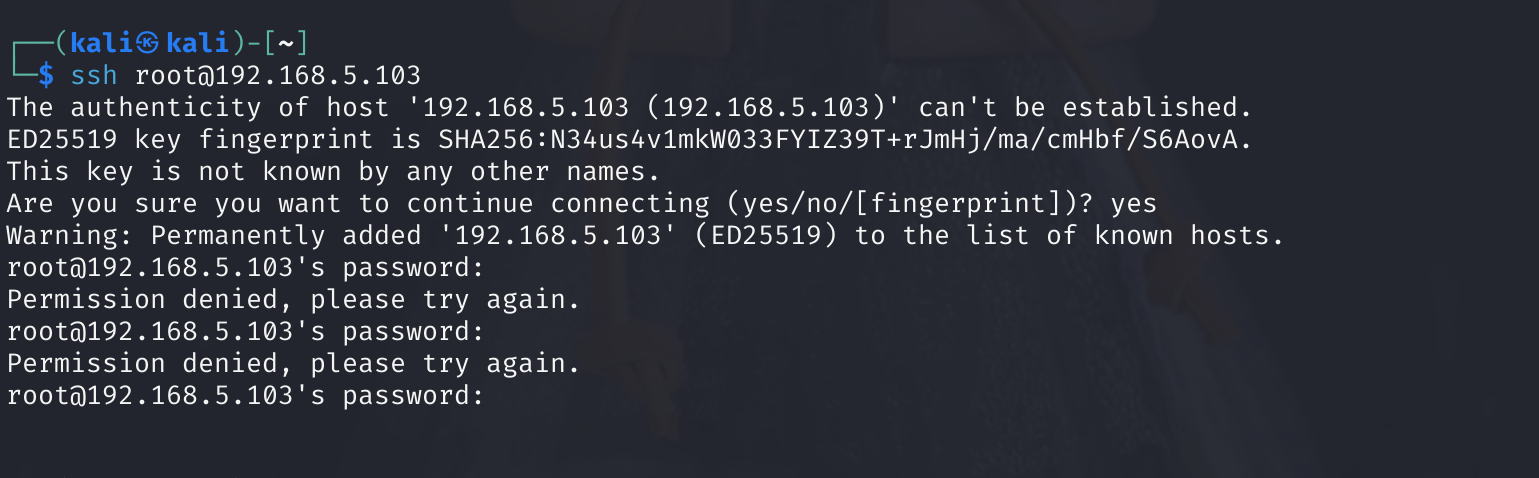 ┌──(kali㉿kali)-[~]
└─$ ssh root@192.168.5.103
The authenticity of host '192.168.5.103 (192.168.5.103)' can't be established.
ED25519 key fingerprint is SHA256:N34us4v1mkW033FYIZ39T+rJmHj/ma/cmHbf/S6AovA.
This key is not known by any other names.
Are you sure you want to continue connecting (yes/no/[fingerprint])? yes
Warning: Permanently added '192.168.5.103' (ED25519) to the list of known hosts.
root@192.168.5.103's password:
Permission denied, please try again.
root@192.168.5.103's password:
Permission denied, please try again.
root@192.168.5.103's password: